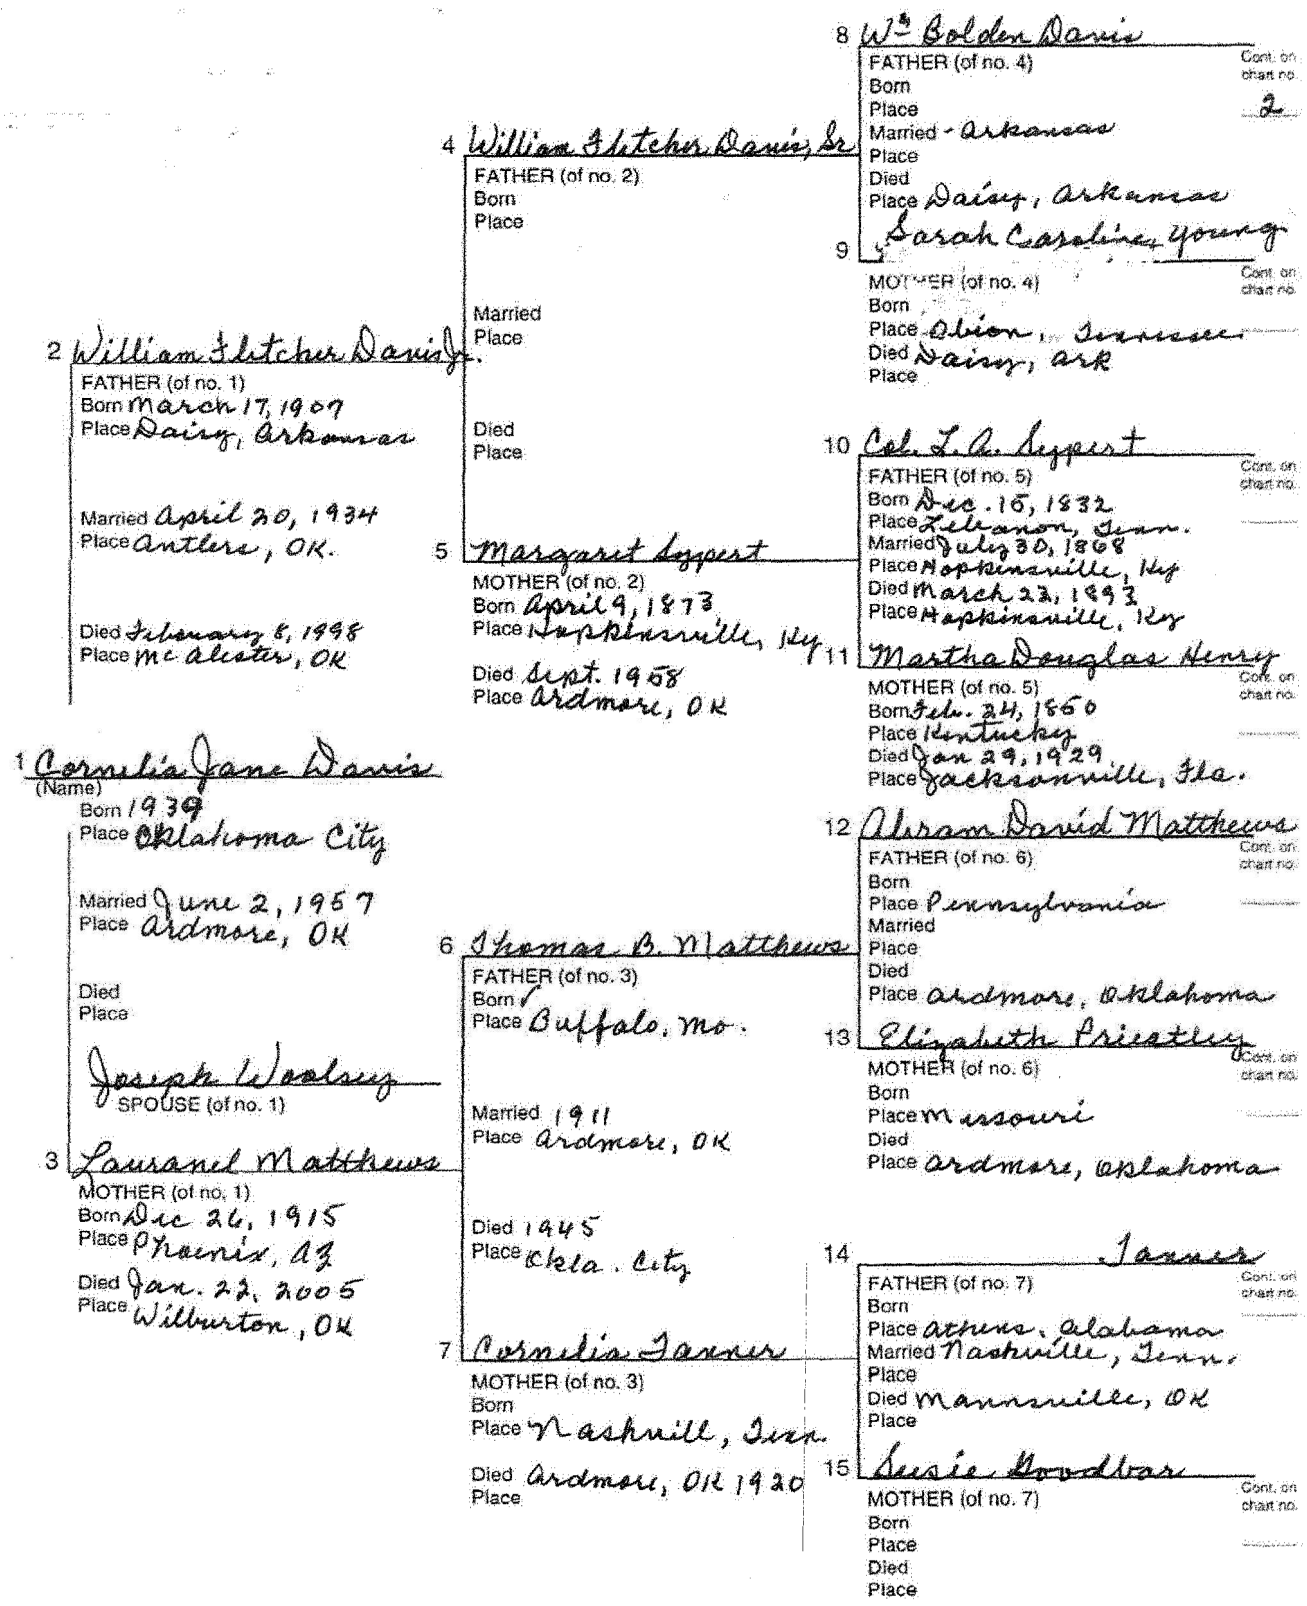 8 Wm Bolden Davis
FATHER (of no. 4)
Cont. on
chart no.
2
Born
Place
Married - Arkansas
Place
Died
Place Daisy, Arkansas
9 Sarah Caroline Young
MOTHER (of no. 4)
Cont. on
chart no.
Born
Place Obion, Tennessee
Died Daisy, Ark
Place
4 William Fletcher Davis, Sr
FATHER (of no. 2)
Born
Place
Married
Place
Died
Place
2 William Fletcher Davis Jr.
FATHER (of no. 1)
Born March 17, 1907
Place Daisy, Arkansas
Married April 20, 1934
Place Antlers, OK.
Died February 8, 1998
Place McAlester, OK
5 Margaret Sypert
MOTHER (of no. 2)
Born April 9, 1873
Place Hopkinsville, Ky
Died Sept. 1958
Place Ardmore, OK
10 Col. L. A. Sypert
FATHER (of no. 5)
Cont. on
chart no.
Born Dec. 15, 1832
Place Lebanon, Tenn.
Married July 30, 1868
Place Hopkinsville, Ky
Died March 23, 1893
Place Hopkinsville, Ky
11 Martha Douglas Henry
MOTHER (of no. 5)
Cont. on
chart no.
Born Feb. 24, 1850
Place Kentucky
Died Jan 29, 1929
Place Jacksonville, Fla.
1 Cornelia Jane Davis
(Name)
Born 1939
Place Oklahoma City
Married June 2, 1957
Place Ardmore, OK
Died
Place
Joseph Woolsey
SPOUSE (of no. 1)
3 Lauranel Matthews
MOTHER (of no. 1)
Born Dec 26, 1915
Place Phoenix, AZ
Died Jan. 22, 2005
Place Wilburton, OK
6 Thomas B. Matthews
FATHER (of no. 3)
Born ✓
Place Buffalo, Mo.
Married 1911
Place Ardmore, OK
Died 1945
Place Okla. City
7 Cornelia Tanner
MOTHER (of no. 3)
Born
Place Nashvill, Tenn.
Died Ardmore, OK 1920
Place
12 Abram David Matthews
FATHER (of no. 6)
Cont. on
chart no.
Born
Place Pennsylvania
Married
Place
Died
Place Ardmore, Oklahoma
13 Elizabeth Priestley
MOTHER (of no. 6)
Cont. on
chart no.
Born
Place Missouri
Died
Place Ardmore, Oklahoma
14 Tanner
FATHER (of no. 7)
Cont. on
chart no.
Born
Place Athens, Alabama
Married Nashville, Tenn.
Place
Died Mannsville, OK
Place
15 Susie Goodbar
MOTHER (of no. 7)
Cont. on
chart no.
Born
Place
Died
Place